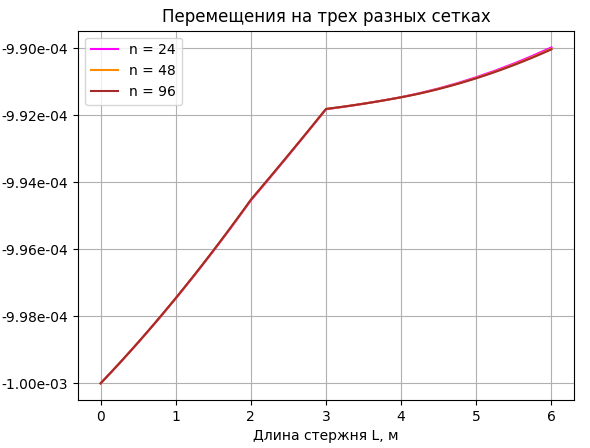 Перемещения на трех разных сетках
n = 24
n = 48
n = 96
-9.90e-04
-9.92e-04
-9.94e-04
-9.96e-04
-9.98e-04
-1.00e-03
0 1 2 3 4 5 6
Длина стержня L, м